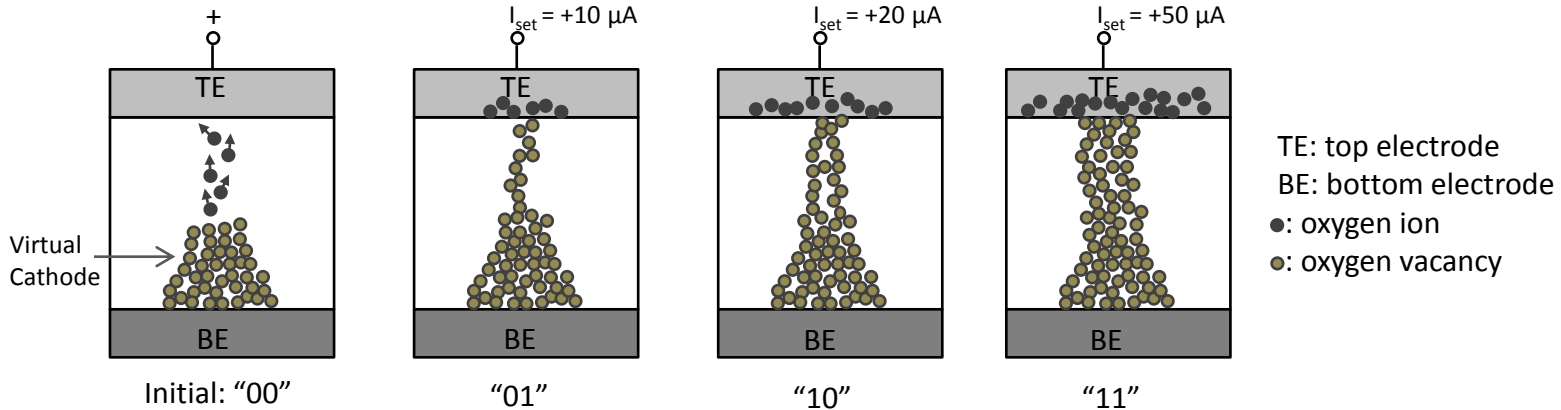 +
I_set = +10 µA
I_set = +20 µA
I_set = +50 µA
TE
TE
TE
TE
TE: top electrode
BE: bottom electrode
: oxygen ion
: oxygen vacancy
Virtual
Cathode
BE
BE
BE
BE
Initial: “00”
“01”
“10”
“11”